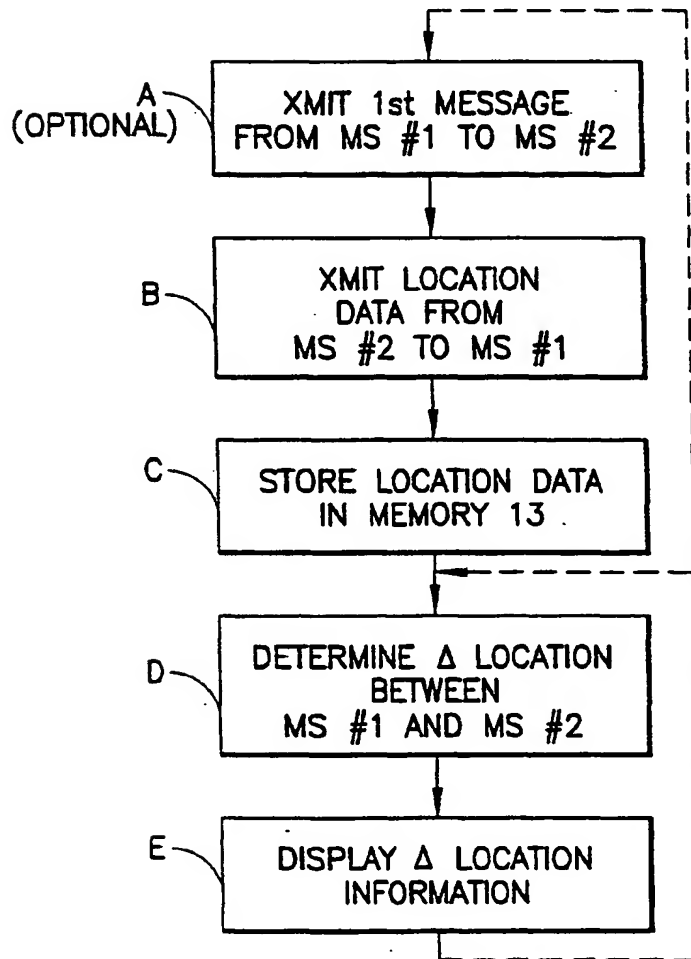 A
(OPTIONAL)
XMIT 1st MESSAGE
FROM MS #1 TO MS #2
B
XMIT LOCATION
DATA FROM
MS #2 TO MS #1
C
STORE LOCATION DATA
IN MEMORY 13
D
DETERMINE Δ LOCATION
BETWEEN
MS #1 AND MS #2
E
DISPLAY Δ LOCATION
INFORMATION